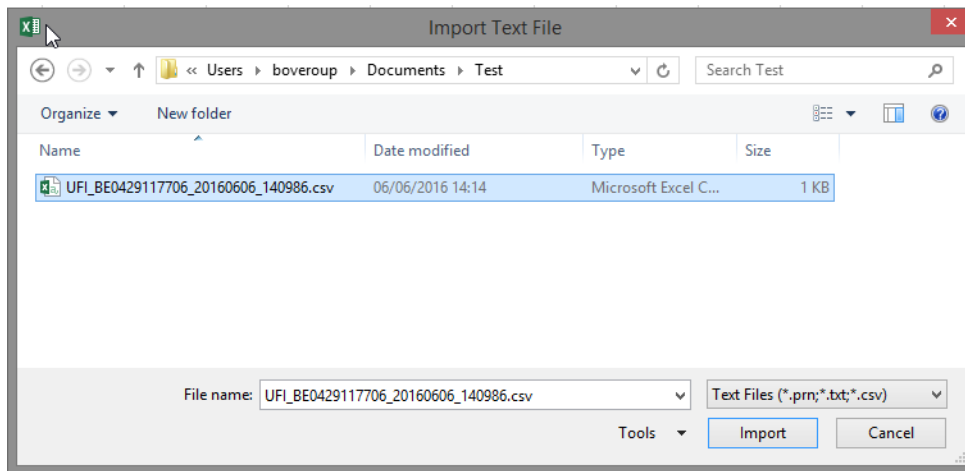 Import Text File
« Users Documents boveroup Test Search Test
Organize New folder
Name Date modified Type Size
UFI_BE0429117706_20160606_140986.csv 06/06/2016 14:14 Microsoft Excel C... 1 KB
File name: UFI_BE0429117706_20160606_140986.csv Text Files (*.prn;*.txt;*.csv)
Tools Import Cancel